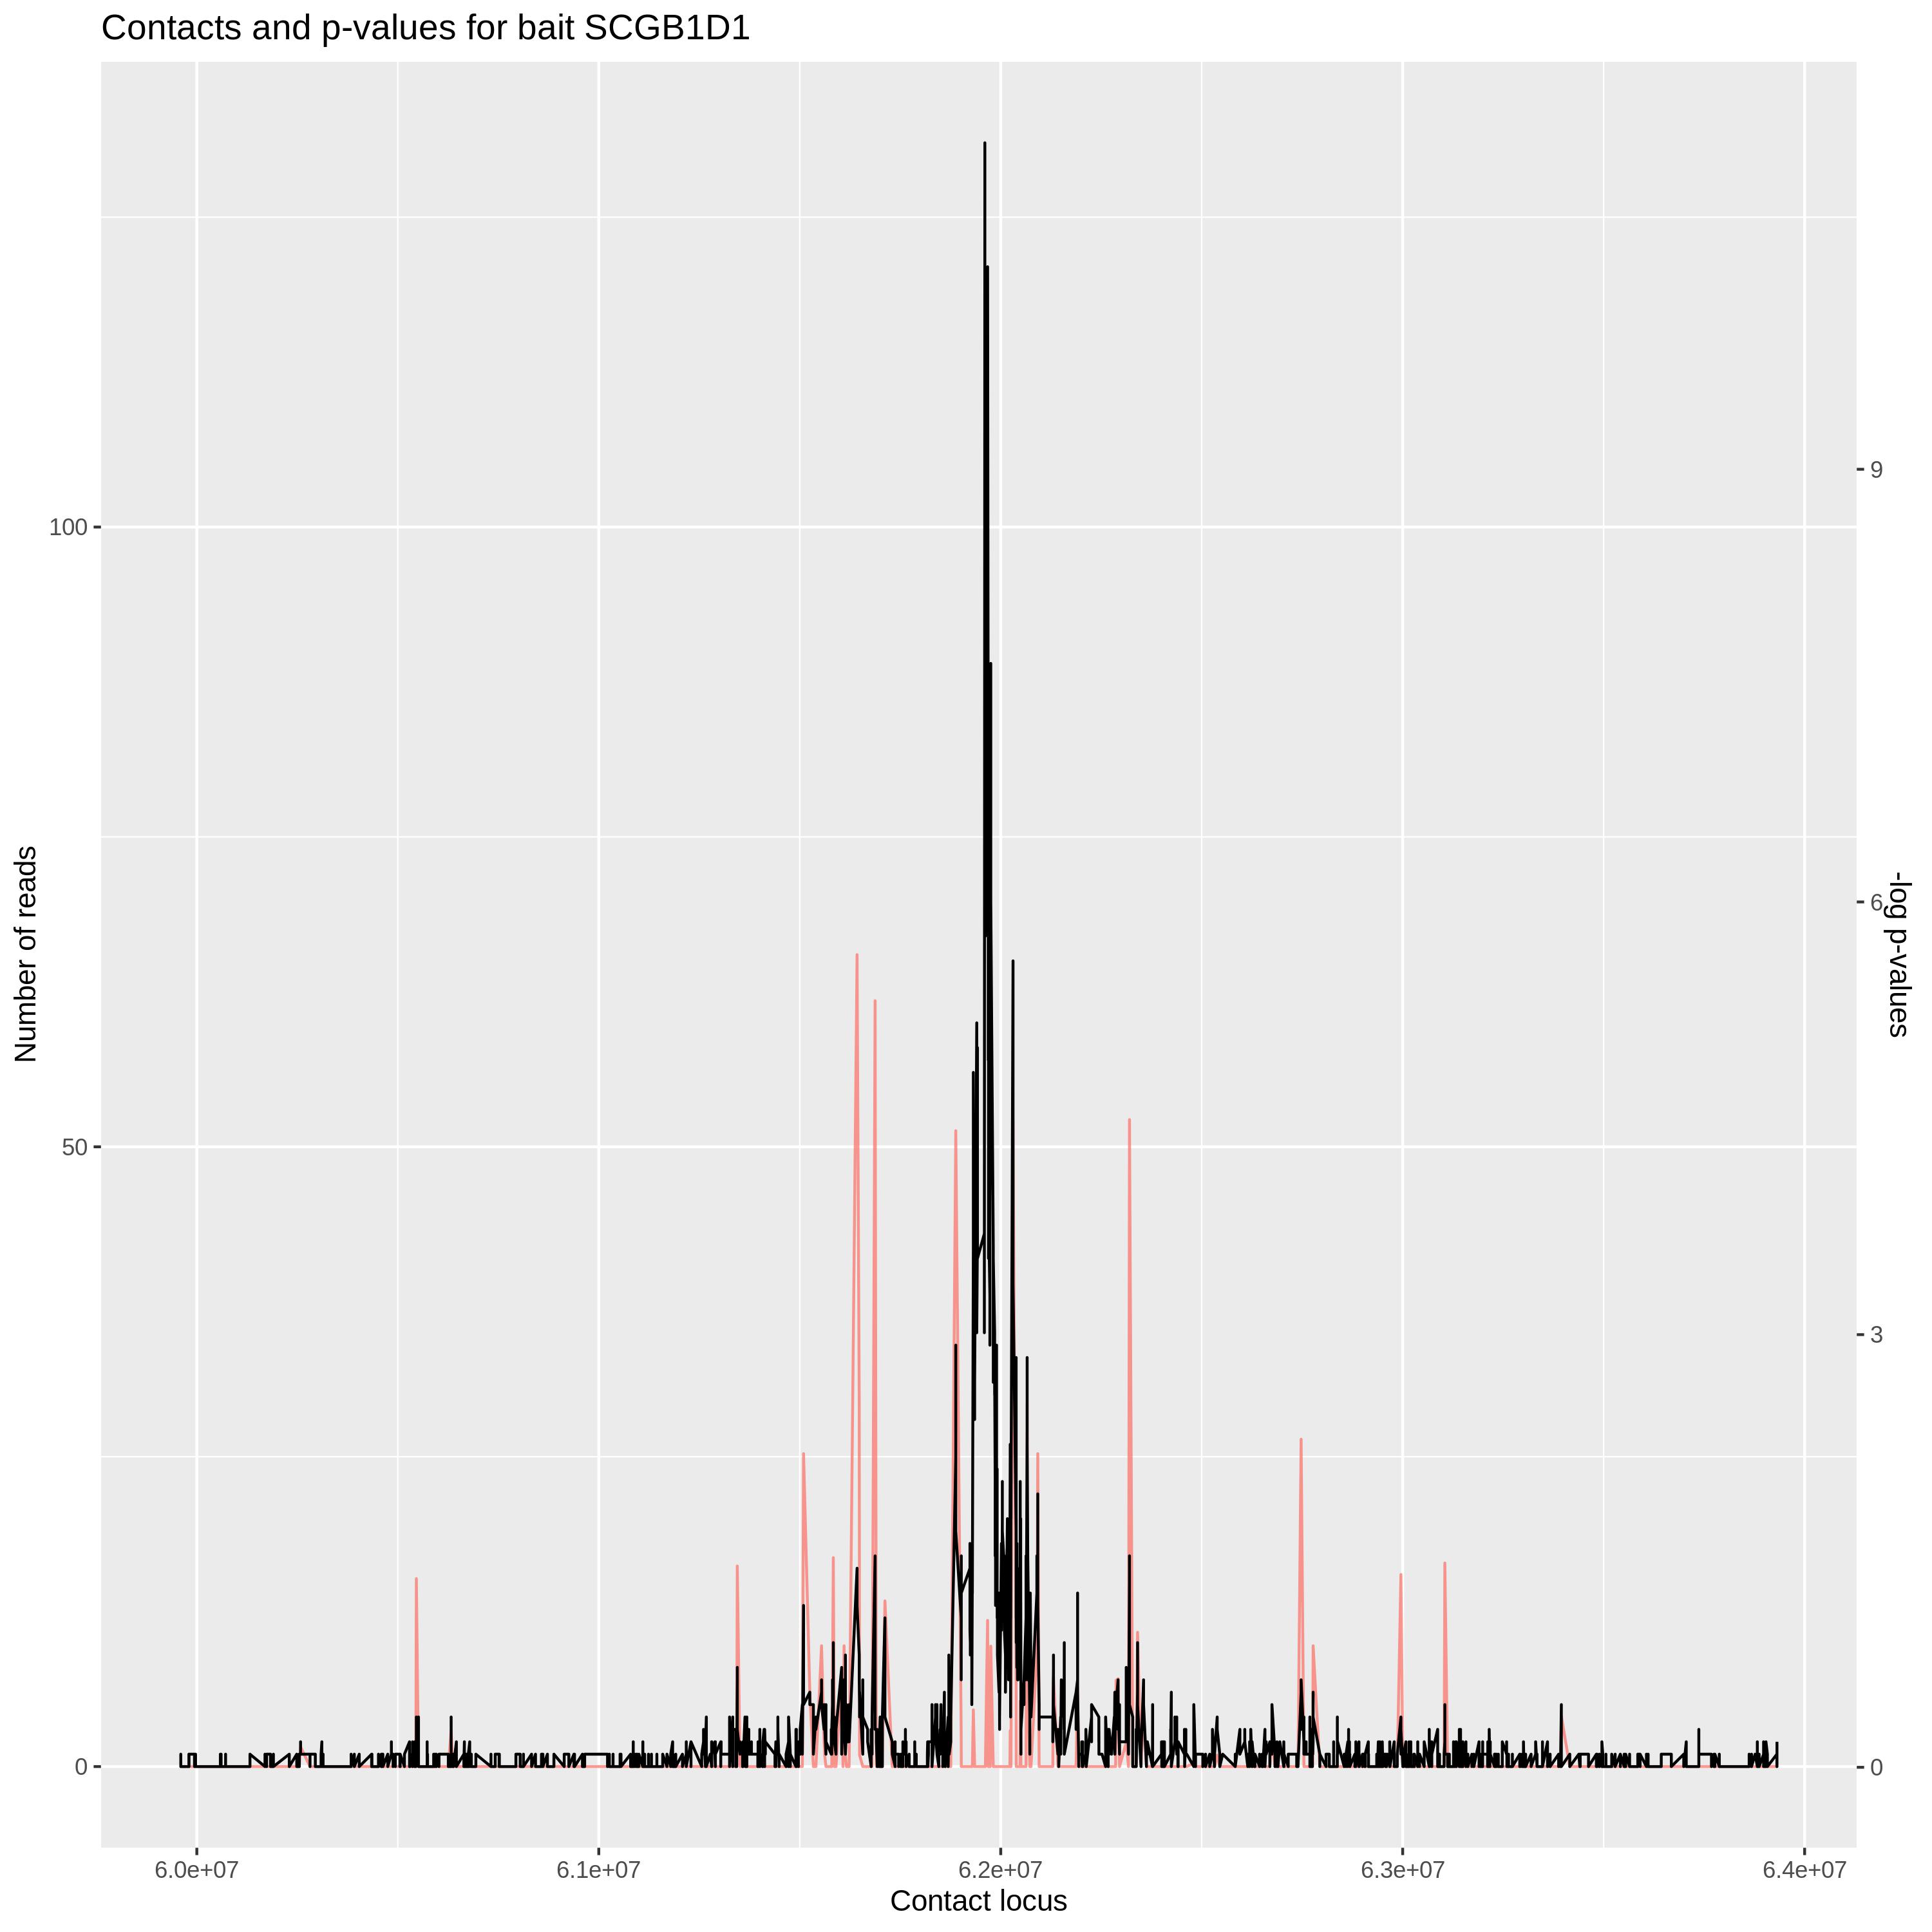 Contacts and p-values for bait SCGB1D1
Number of reads
100
50
0
9
6
3
0
-log p-values
6.0e+07 6.1e+07 6.2e+07 6.3e+07 6.4e+07
Contact locus